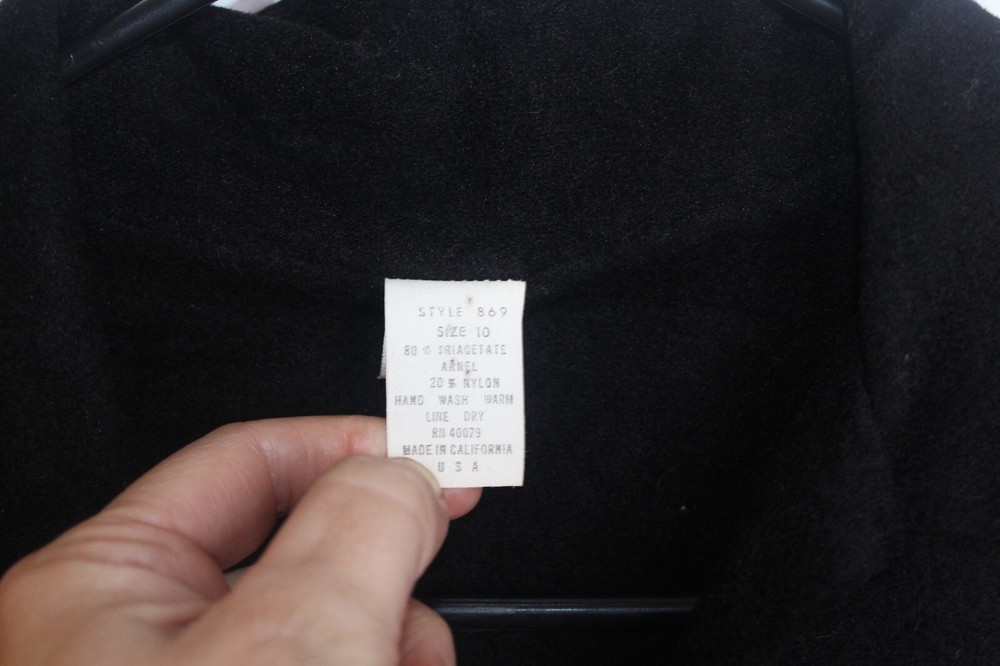 STYLE 869
SIZE 10
80 % TRIACETATE
ARNEL
20 % NYLON
HAND WASH WARM
LINE DRY
RN 40079
MADE IN CALIFORNIA
U S A